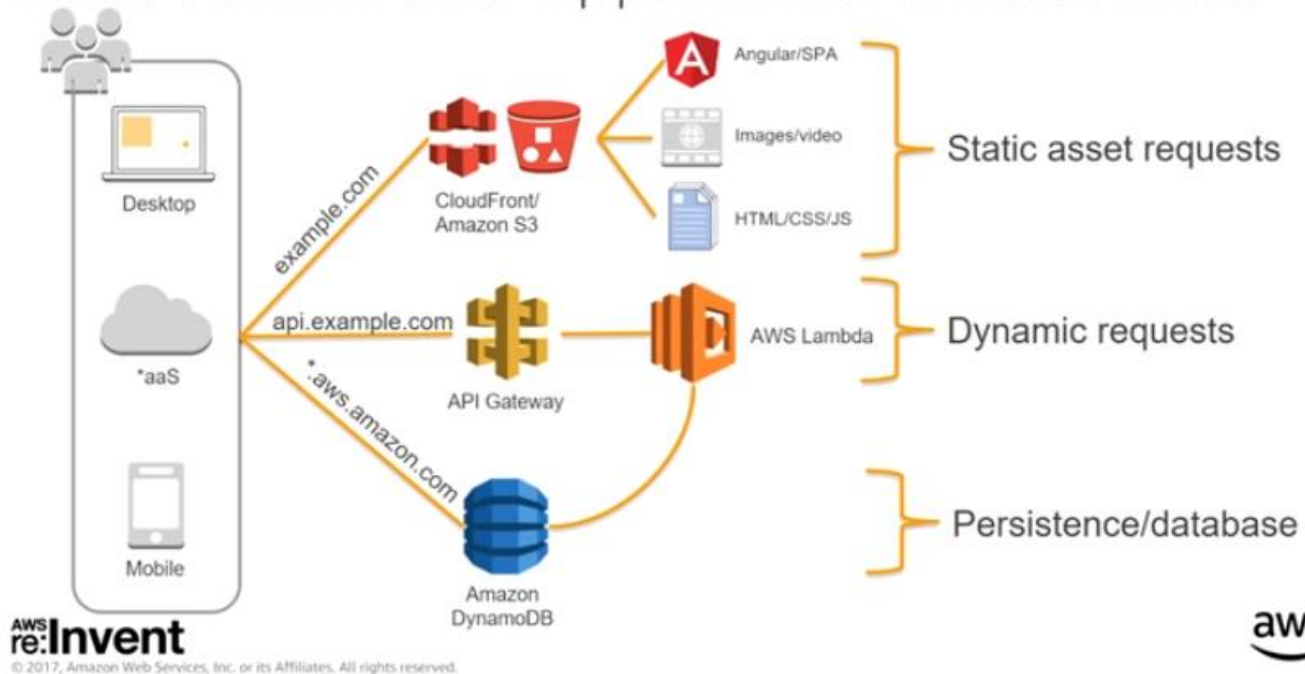 Desktop
*aaS
Mobile
example.com
api.example.com
*.aws.amazon.com
CloudFront/
Amazon S3
API Gateway
Amazon
DynamoDB
Angular/SPA
Images/video
HTML/CSS/JS
AWS Lambda
Static asset requests
Dynamic requests
Persistence/database
AWS
re:Invent
© 2017, Amazon Web Services, Inc. or its Affiliates. All rights reserved.
aw